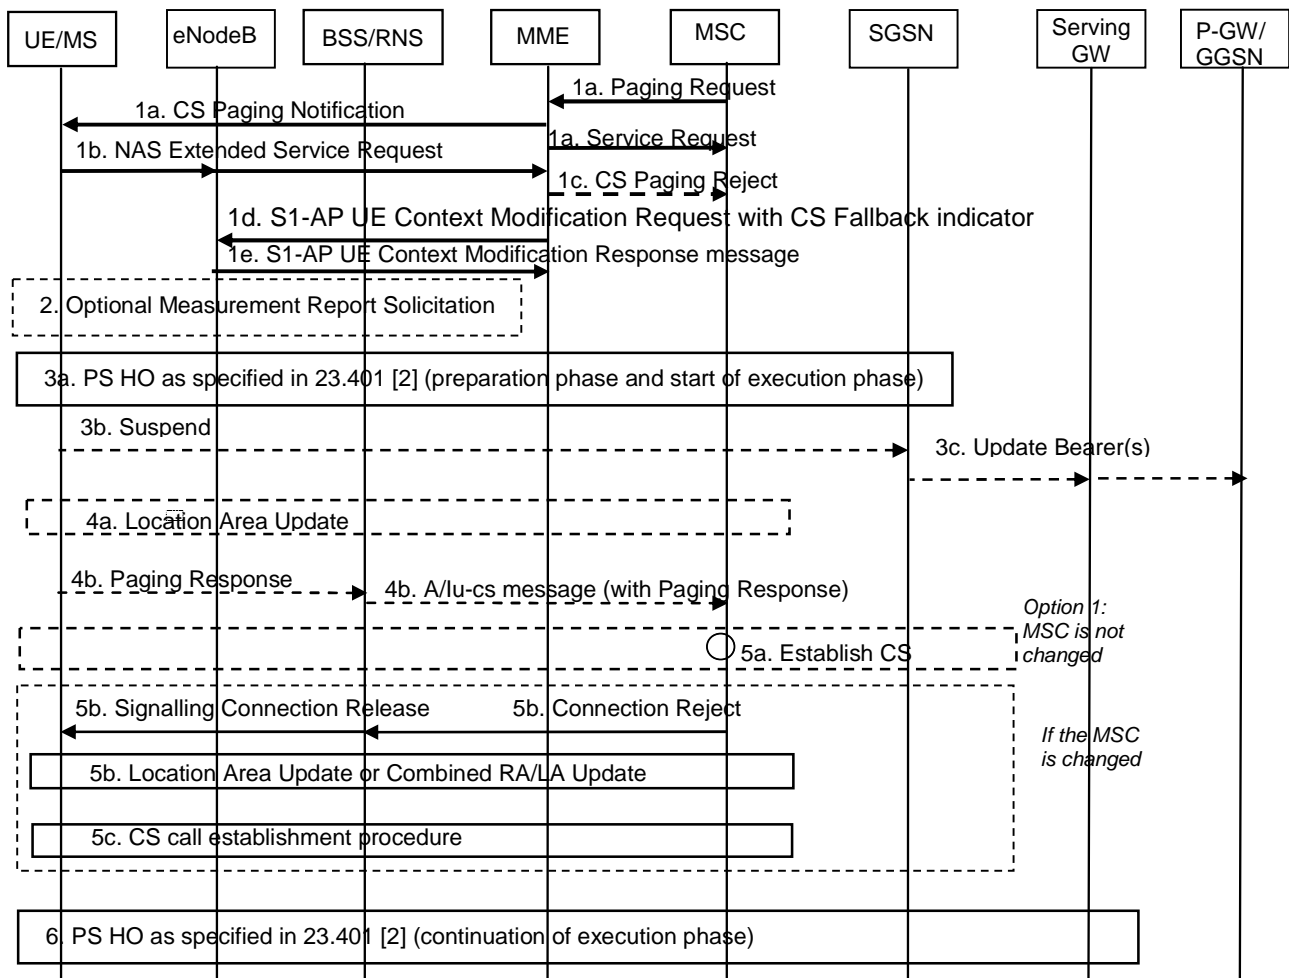 UE/MS
eNodeB
BSS/RNS
MME
MSC
SGSN
Serving
GW
P-GW/
GGSN
1a. Paging Request
1a. CS Paging Notification
1a. Service Request
1b. NAS Extended Service Request
1c. CS Paging Reject
1d. S1-AP UE Context Modification Request with CS Fallback indicator
1e. S1-AP UE Context Modification Response message
2. Optional Measurement Report Solicitation
3a. PS HO as specified in 23.401 [2] (preparation phase and start of execution phase)
3b. Suspend
3c. Update Bearer(s)
4a. Location Area Update
4b. Paging Response
4b. A/Iu-cs message (with Paging Response)
Option 1:
MSC is not
changed
5a. Establish CS
5b. Signalling Connection Release
5b. Connection Reject
If the MSC
is changed
5b. Location Area Update or Combined RA/LA Update
5c. CS call establishment procedure
6. PS HO as specified in 23.401 [2] (continuation of execution phase)